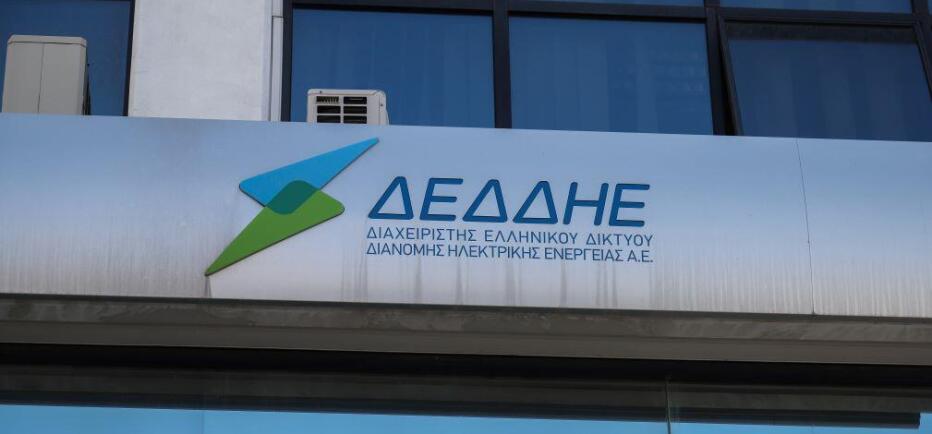 ΔΕΔΔΗΕ
ΔΙΑΧΕΙΡΙΣΤΗΣ ΕΛΛΗΝΙΚΟΥ ΔΙΚΤΥΟΥ
ΔΙΑΝΟΜΗΣ ΗΛΕΚΤΡΙΚΗΣ ΕΝΕΡΓΕΙΑΣ Α.Ε.